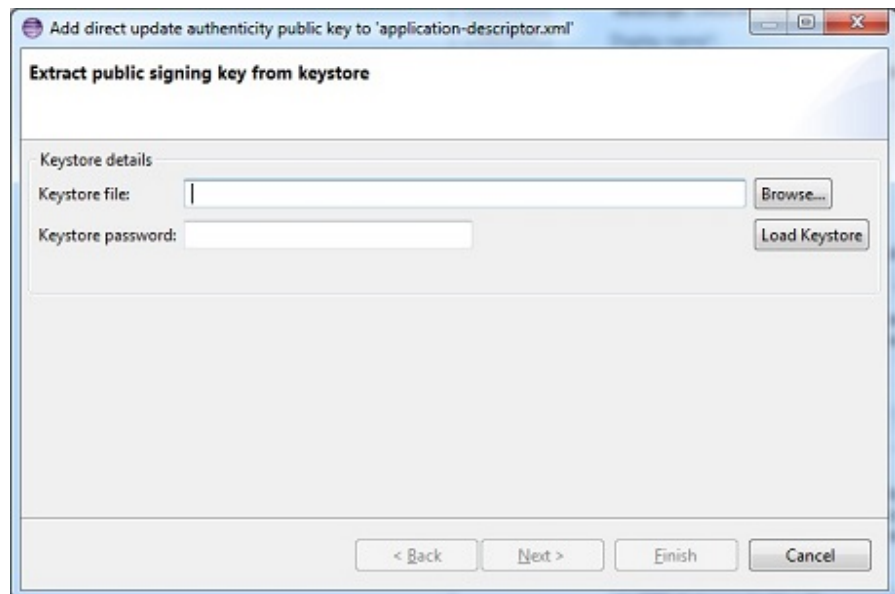 Add direct update authenticity public key to 'application-descriptor.xml'
Extract public signing key from keystore
Keystore details
Keystore file:
Browse...
Keystore password:
Load Keystore
< Back
Next >
Finish
Cancel